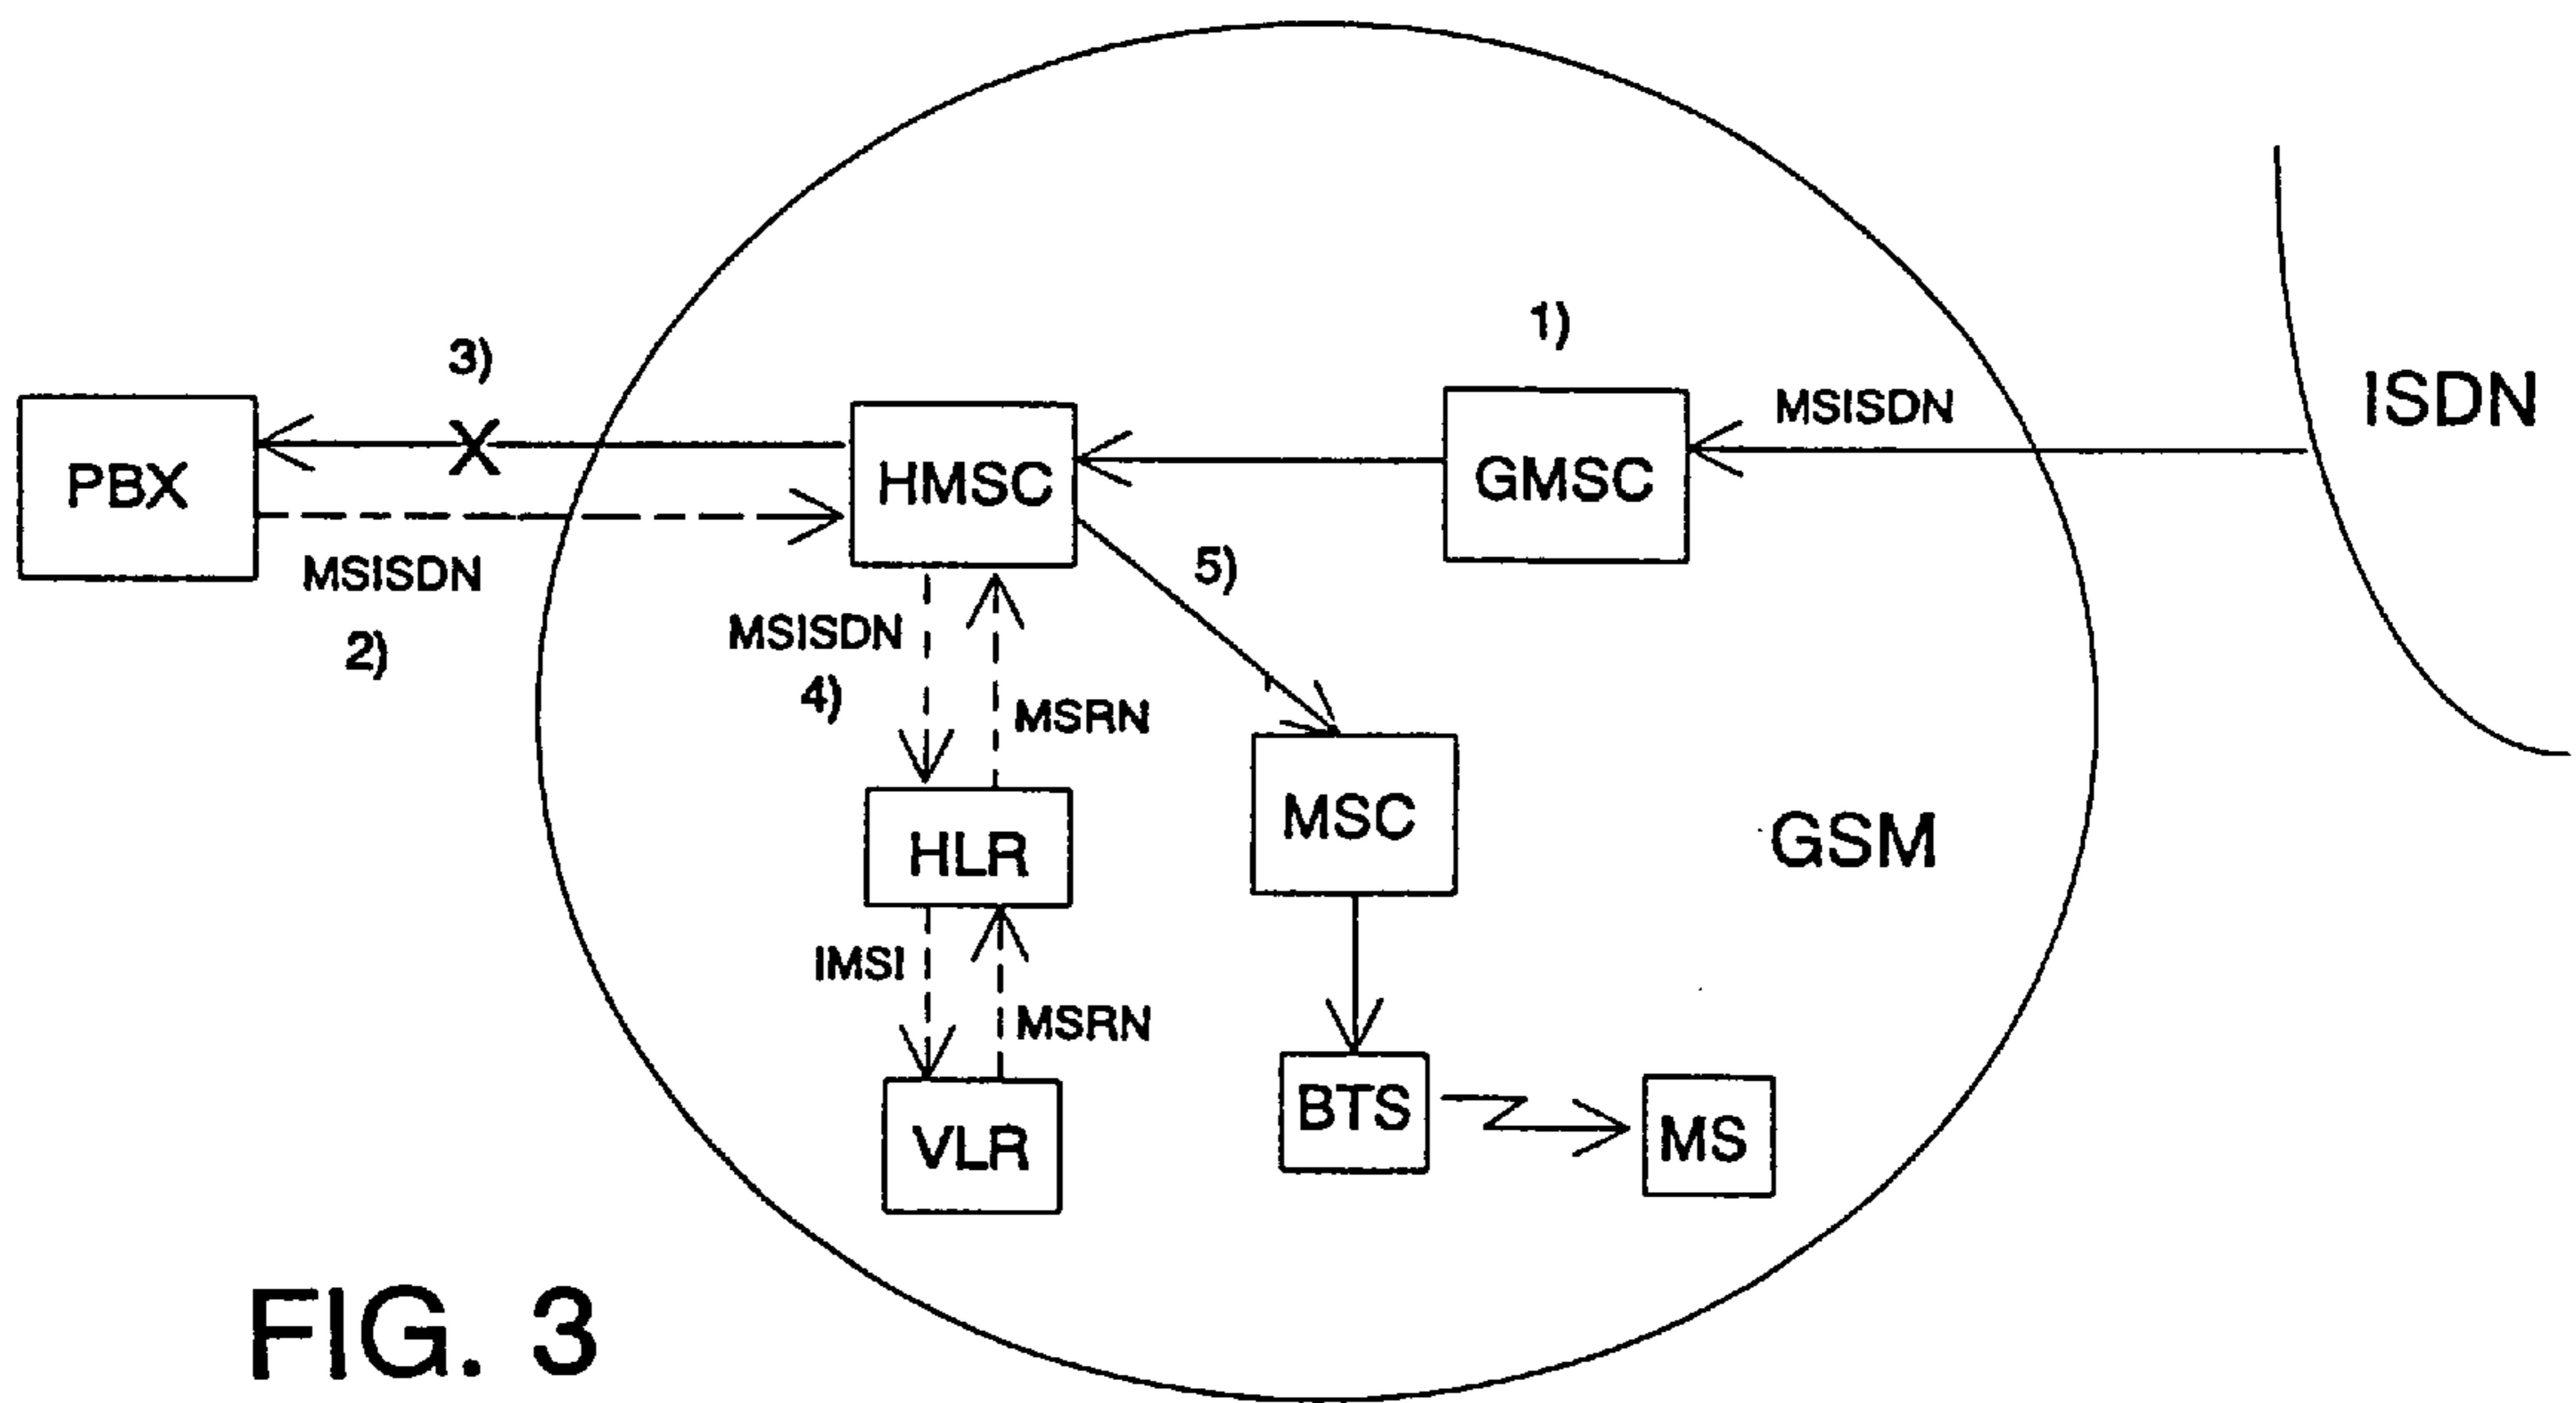 1)
3)
ISDN
MSISDN
PBX
HMSC
GMSC
MSISDN
5)
2)
MSISDN
4)
MSRN
MSC
HLR
GSM
IMSI
MSRN
BTS
MS
VLR
FIG. 3